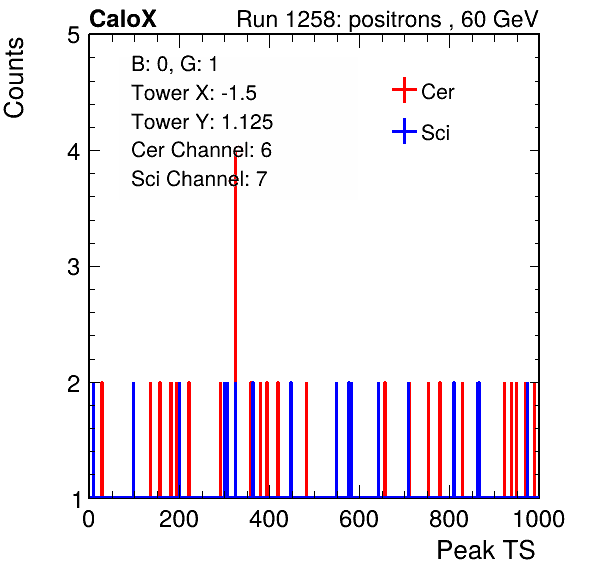 CaloX Run 1258: positrons , 60 GeV
Counts
5
4
3
2
1
B: 0, G: 1
Tower X: -1.5
Tower Y: 1.125
Cer Channel: 6
Sci Channel: 7
Cer
Sci
0 200 400 600 800 1000
Peak TS